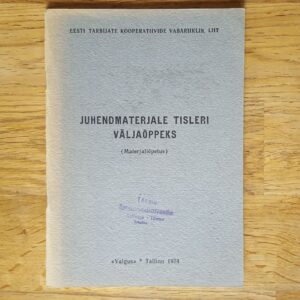 EESTI TARBIJATE KOOPERATIIVIDE VABARIIKLIK LIIT
JUHENDMATERJALE TISLERI
VÄLJAÕPPEKS
(Materjaliõpetus)
«Valgus» * Tallinn 1974